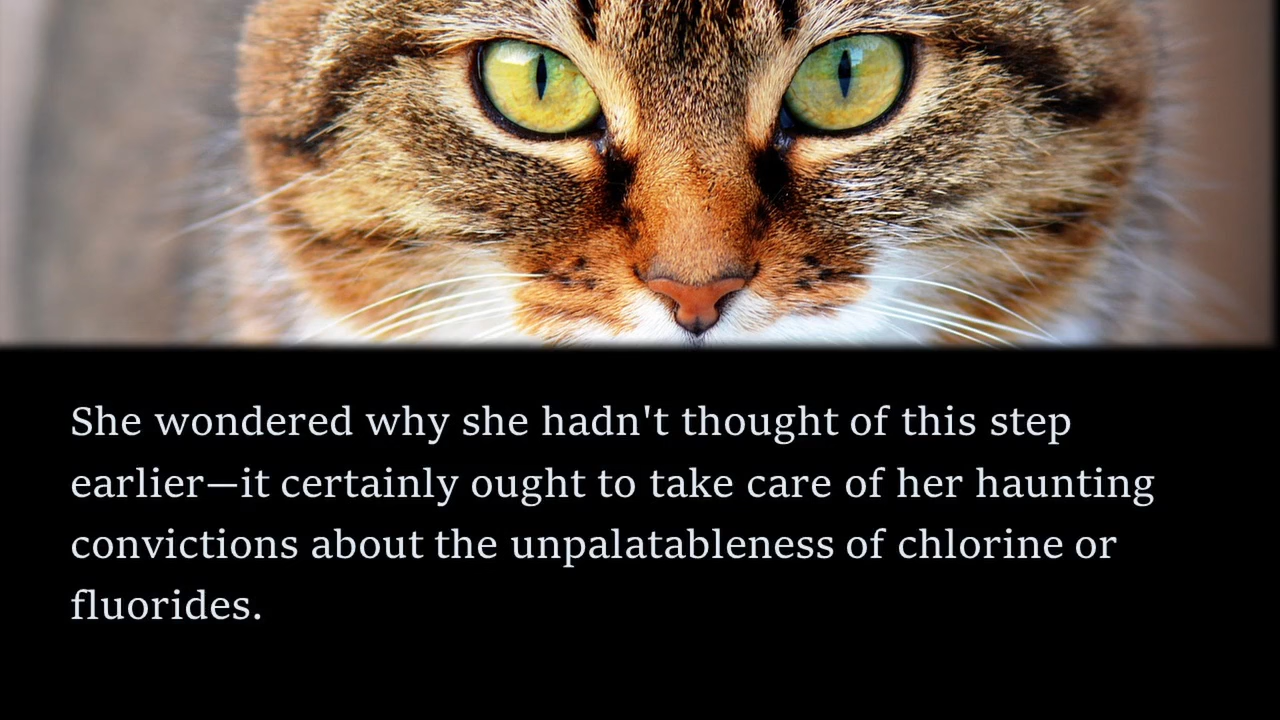 She wondered why she hadn't thought of this step
earlier—it certainly ought to take care of her haunting
convictions about the unpalatableness of chlorine or
fluorides.